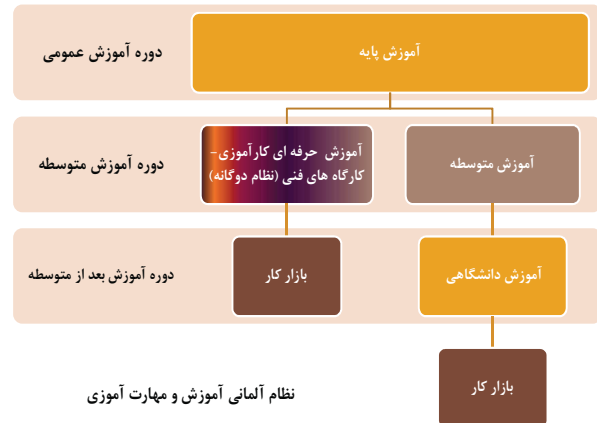 دوره آموزش عمومی
آموزش پایه
دوره آموزش متوسطه
آموزش حرفه ای کارآموزی-
کارگاه های فنی (نظام دوگانه)
آموزش متوسطه
دوره آموزش بعد از متوسطه
بازار کار
آموزش دانشگاهی
بازار کار
نظام آلمانی آموزش و مهارت آموزی